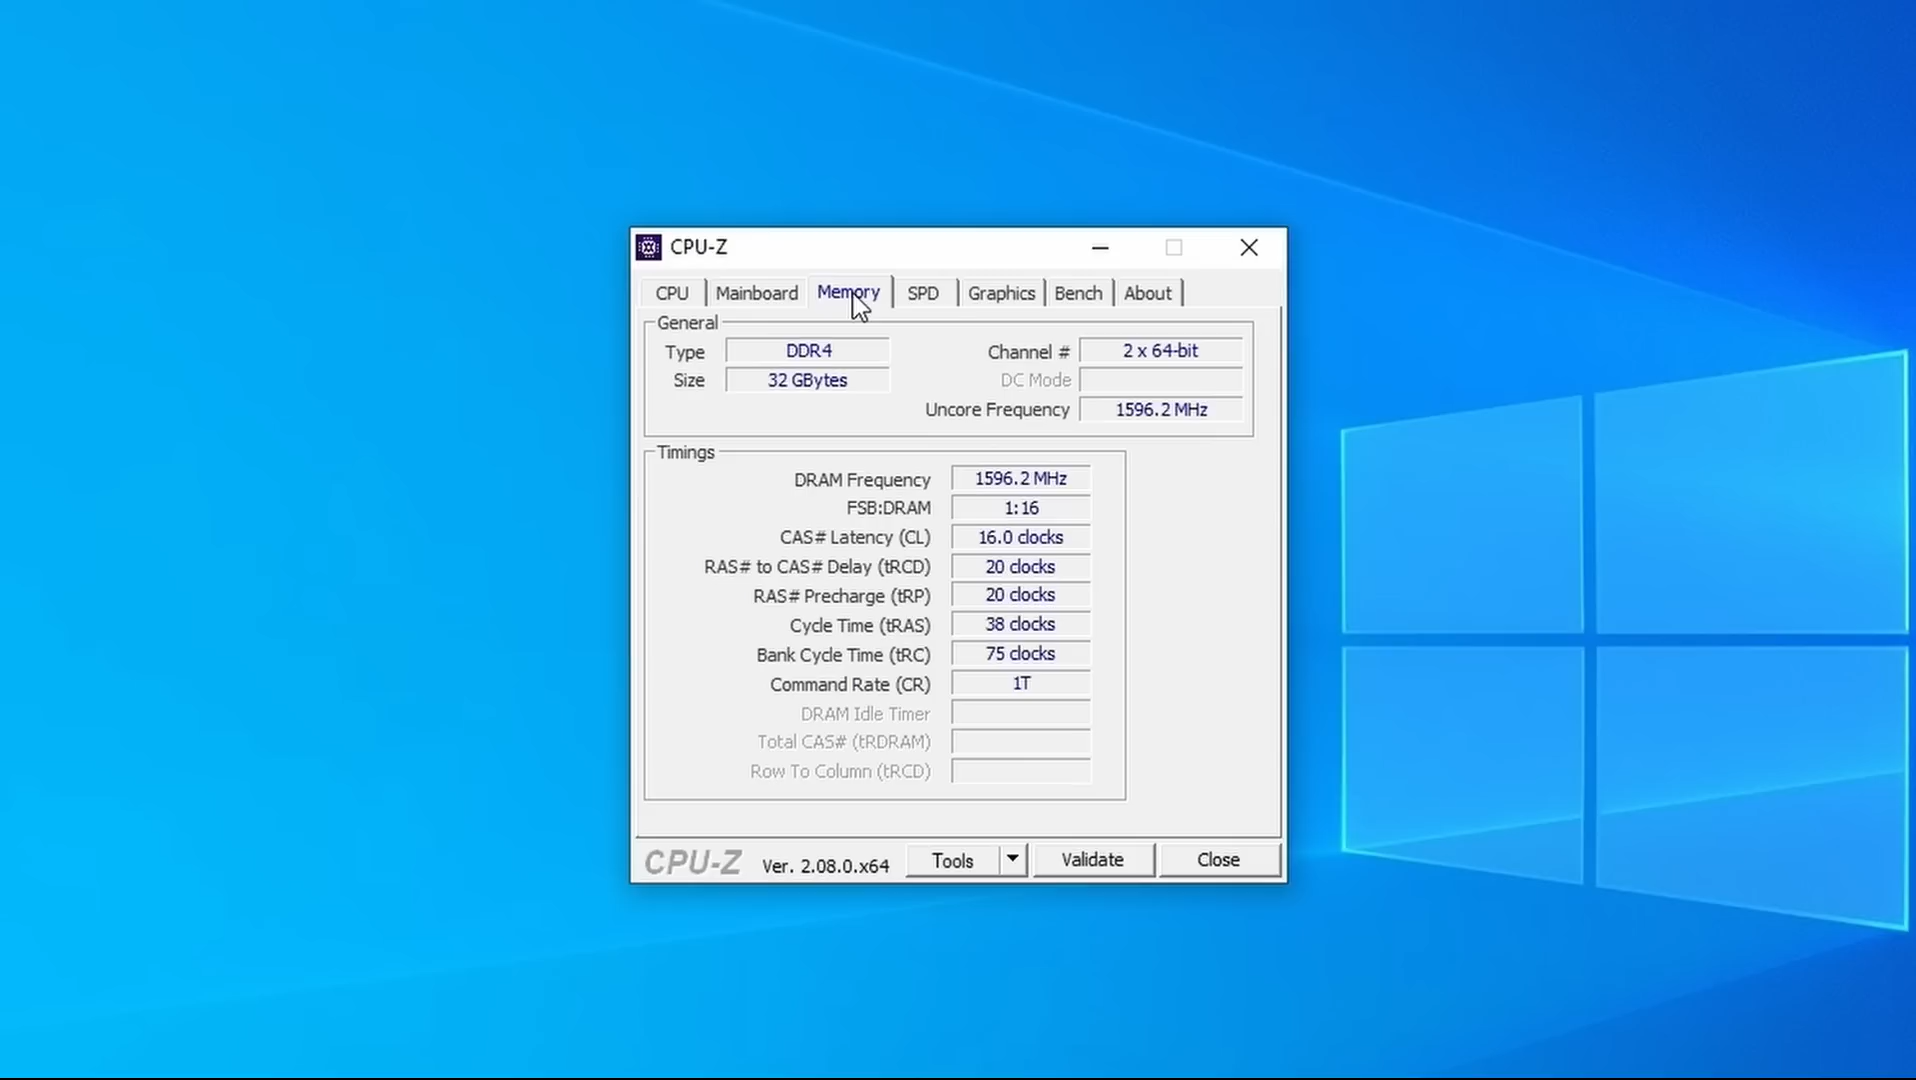 CPU-Z
CPU Mainboard Memory SPD Graphics Bench About
General
Type DDR4 Channel # 2 x 64-bit
Size 32 GBytes DC Mode
Uncore Frequency 1596.2 MHz
Timings
DRAM Frequency 1596.2 MHz
FSB:DRAM 1:16
CAS# Latency (CL) 16.0 clocks
RAS# to CAS# Delay (tRCD) 20 clocks
RAS# Precharge (tRP) 20 clocks
Cycle Time (tRAS) 38 clocks
Bank Cycle Time (tRC) 75 clocks
Command Rate (CR) 1T
DRAM Idle Timer
Total CAS# (tRDRAM)
Row To Column (tRCD)
CPU-Z Ver. 2.08.0.x64 Tools Validate Close